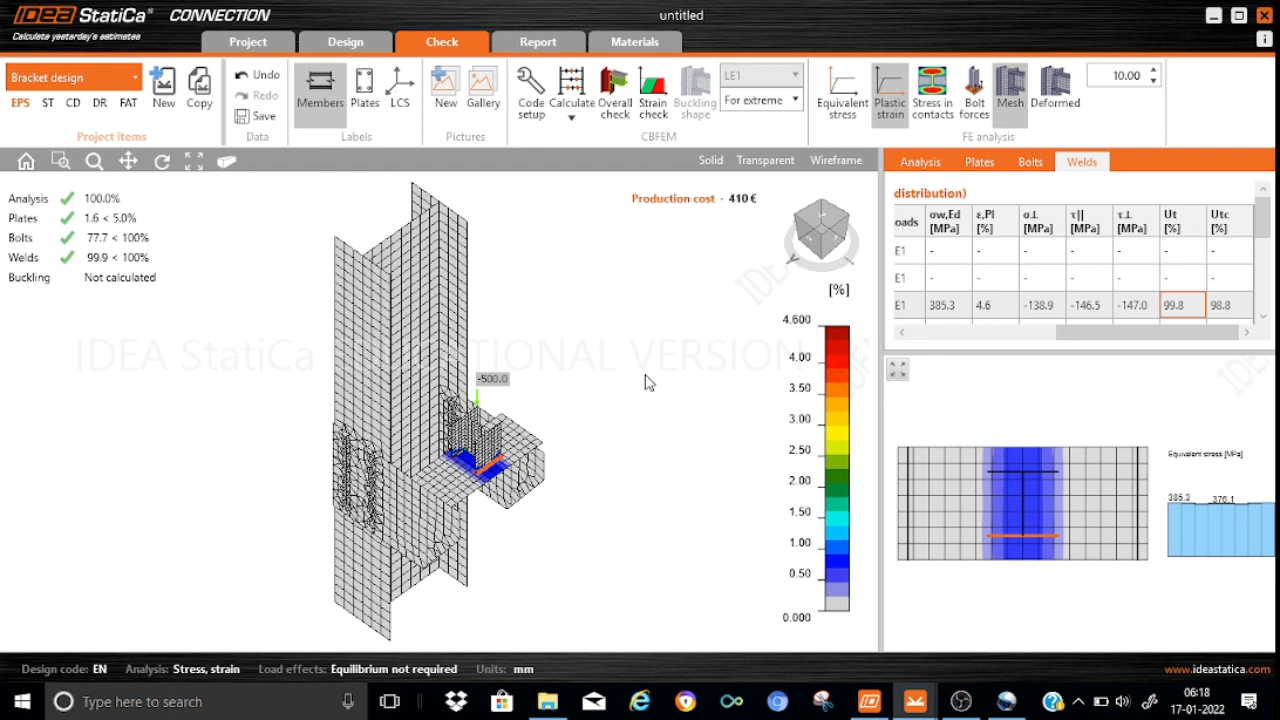 IDEA StatiCa® CONNECTION
Calculate yesterday's estimates
untitled
Project Design Check Report Materials
Bracket design
EPS ST CD DR FAT
New Copy
Project items
Undo
Redo
Save
Data
Members Plates LCS
Labels
New Gallery
Pictures
Code setup Calculate Overall check Strain check Buckling shape
LE1
For extreme
CBFEM
Equivalent stress Plastic strain Stress in contacts Bolt forces Mesh Deformed
10.00
FE analysis
Solid Transparent Wireframe
Analysis Plates Bolts Welds
Analysis 100.0%
Plates 1.6 < 5.0%
Bolts 77.7 < 100%
Welds 99.9 < 100%
Buckling Not calculated
Production cost - 410 €
[%]
4.600
4.00
3.50
3.00
2.50
2.00
1.50
1.00
0.50
0.000
-500.0
distribution)
oads σw,Ed [MPa] ε,Pl [%] σ⊥ [MPa] τ|| [MPa] τ⊥ [MPa] Ut [%] Utc [%]
E1 - - - - - - -
E1 - - - - - - -
E1 385.3 4.6 -138.9 -146.5 -147.0 99.8 98.8
Equivalent stress [MPa]
385.3 376.1
Design code: EN Analysis: Stress, strain Load effects: Equilibrium not required Units: mm
www.ideastatica.com
Type here to search
06:18
17-01-2022